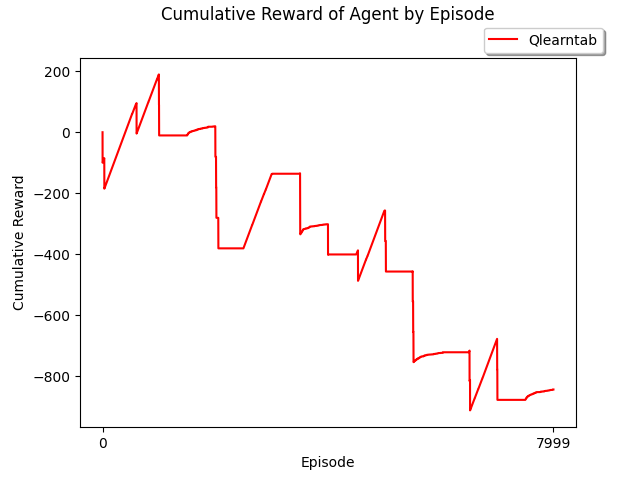 Cumulative Reward of Agent by Episode
Qlearntab
200
0
−200
−400
−600
−800
Cumulative Reward
0
7999
Episode